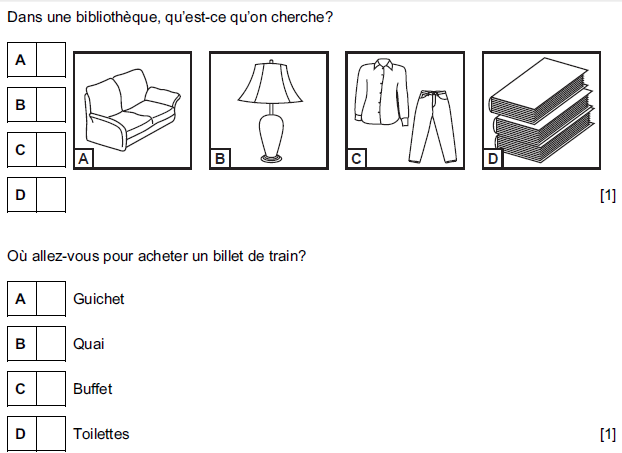 Dans une bibliothèque, qu'est-ce qu'on cherche?
A
B
C
D
A B C D
[1]
Où allez-vous pour acheter un billet de train?
A Guichet
B Quai
C Buffet
D Toilettes
[1]